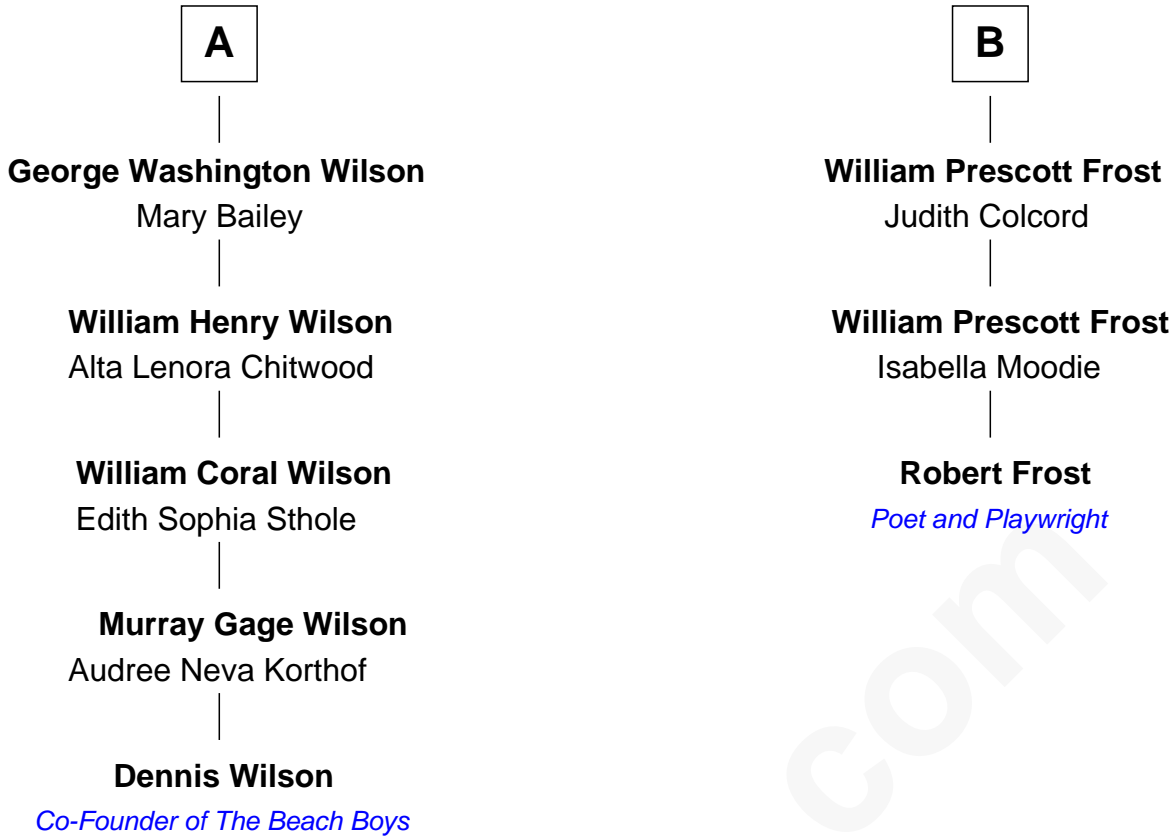 A
George Washington Wilson
Mary Bailey
William Henry Wilson
Alta Lenora Chitwood
William Coral Wilson
Edith Sophia Sthole
Murray Gage Wilson
Audree Neva Korthof
Dennis Wilson
Co-Founder of The Beach Boys
B
William Prescott Frost
Judith Colcord
William Prescott Frost
Isabella Moodie
Robert Frost
Poet and Playwright
com